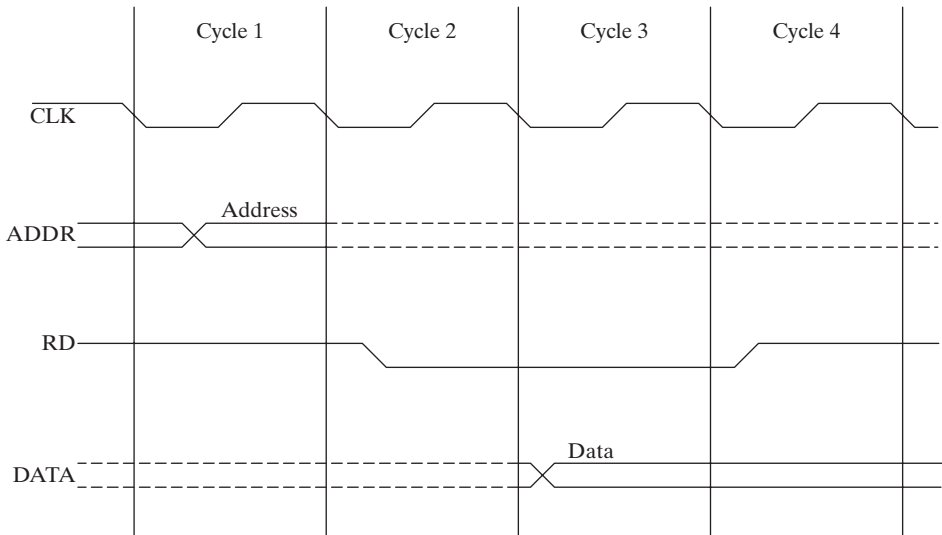 Cycle 1 Cycle 2 Cycle 3 Cycle 4
CLK
Address
ADDR
RD
Data
DATA